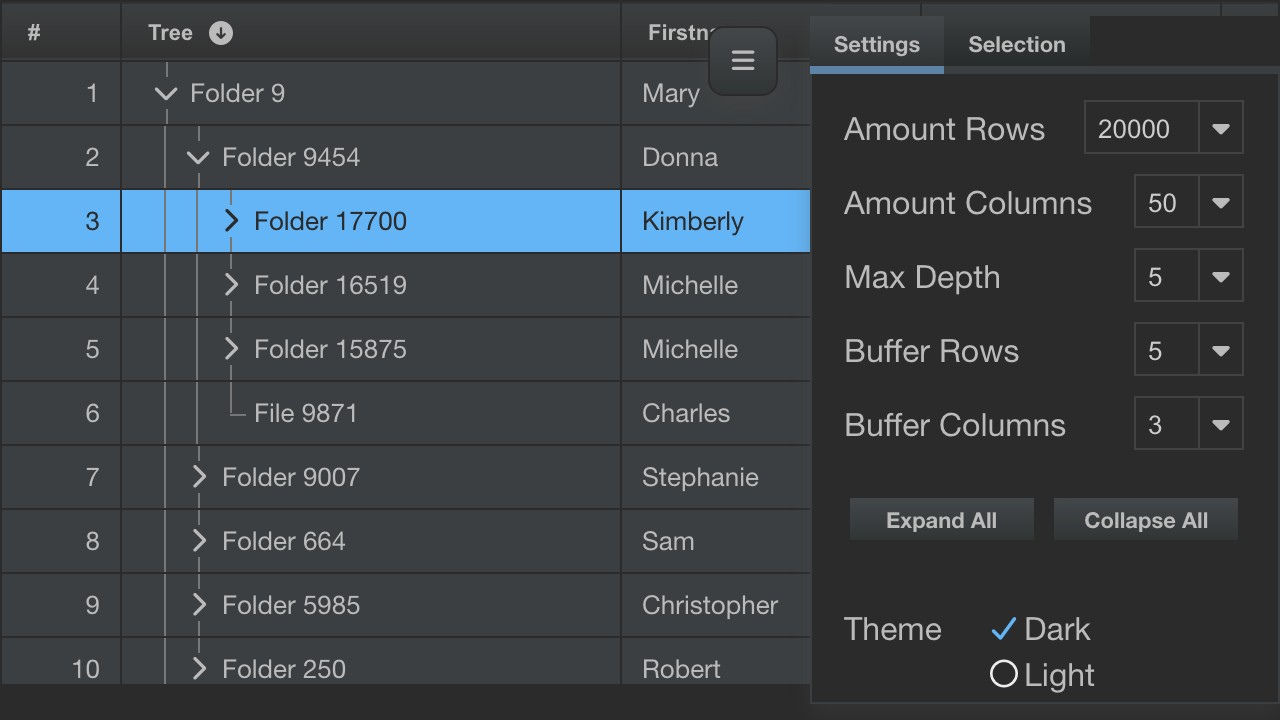 # Tree Firstn
1 Folder 9 Mary
2 Folder 9454 Donna
3 Folder 17700 Kimberly
4 Folder 16519 Michelle
5 Folder 15875 Michelle
6 File 9871 Charles
7 Folder 9007 Stephanie
8 Folder 664 Sam
9 Folder 5985 Christopher
10 Folder 250 Robert
Settings Selection
Amount Rows 20000
Amount Columns 50
Max Depth 5
Buffer Rows 5
Buffer Columns 3
Expand All Collapse All
Theme Dark
Light